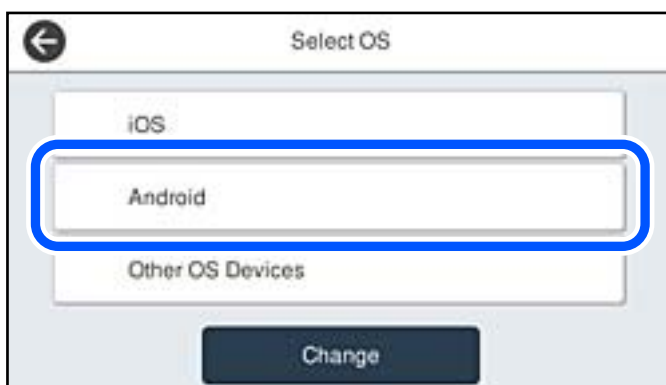 Select OS
iOS
Android
Other OS Devices
Change